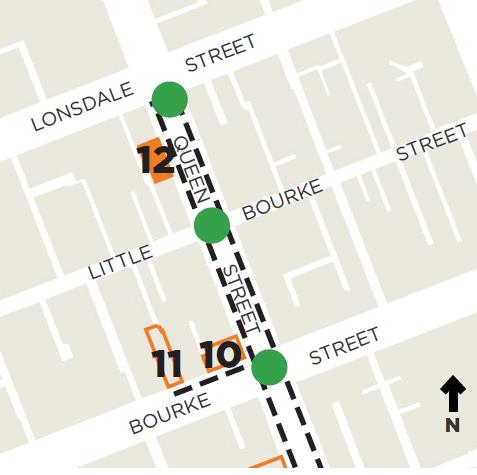 LONSDALE STREET
12
QUEEN STREET
LITTLE BOURKE STREET
11
10
BOURKE STREET
N